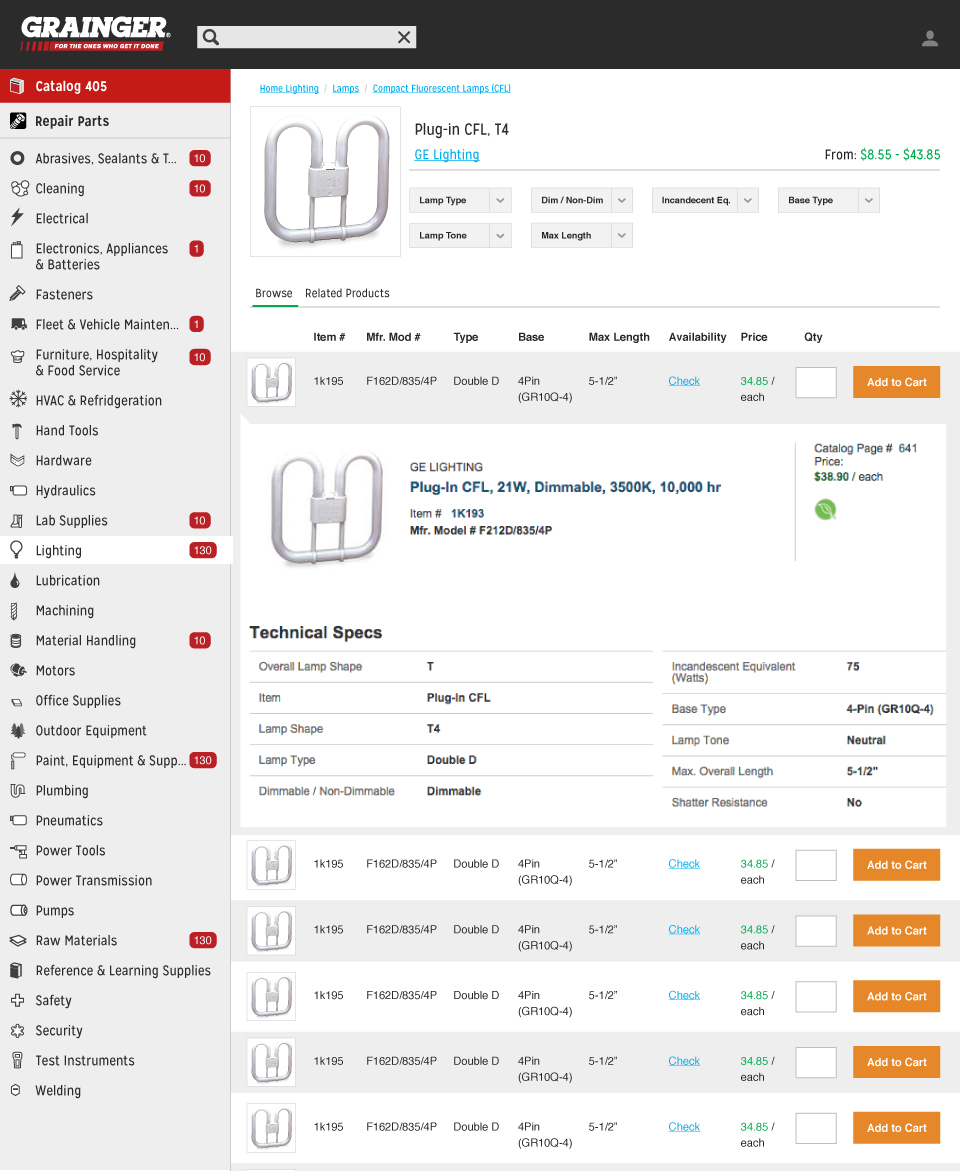 GRAINGER®
FOR THE ONES WHO GET IT DONE
Catalog 405
Repair Parts
Abrasives, Sealants & T... 10
Cleaning 10
Electrical
Electronics, Appliances 1
& Batteries
Fasteners
Fleet & Vehicle Mainten... 1
Furniture, Hospitality 10
& Food Service
HVAC & Refridgeration
Hand Tools
Hardware
Hydraulics
Lab Supplies 10
Lighting 130
Lubrication
Machining
Material Handling 10
Motors
Office Supplies
Outdoor Equipment
Paint, Equipment & Supp... 130
Plumbing
Pneumatics
Power Tools
Power Transmission
Pumps
Raw Materials 130
Reference & Learning Supplies
Safety
Security
Test Instruments
Welding
Home Lighting / Lamps / Compact Fluorescent Lamps (CFL)
Plug-in CFL, T4
GE Lighting From: $8.55 - $43.85
Lamp Type Dim / Non-Dim Incandecent Eq. Base Type
Lamp Tone Max Length
Browse Related Products
Item # Mfr. Mod # Type Base Max Length Availability Price Qty
1k195 F162D/835/4P Double D 4Pin 5-1/2" Check 34.85 / Add to Cart
(GR10Q-4) each
GE LIGHTING
Plug-In CFL, 21W, Dimmable, 3500K, 10,000 hr
Item # 1K193
Mfr. Model # F212D/835/4P
Catalog Page # 641
Price:
$38.90 / each
Technical Specs
Overall Lamp Shape T
Item Plug-In CFL
Lamp Shape T4
Lamp Type Double D
Dimmable / Non-Dimmable Dimmable
Incandescent Equivalent 75
(Watts)
Base Type 4-Pin (GR10Q-4)
Lamp Tone Neutral
Max. Overall Length 5-1/2"
Shatter Resistance No
1k195 F162D/835/4P Double D 4Pin 5-1/2" Check 34.85 / Add to Cart
(GR10Q-4) each
1k195 F162D/835/4P Double D 4Pin 5-1/2" Check 34.85 / Add to Cart
(GR10Q-4) each
1k195 F162D/835/4P Double D 4Pin 5-1/2" Check 34.85 / Add to Cart
(GR10Q-4) each
1k195 F162D/835/4P Double D 4Pin 5-1/2" Check 34.85 / Add to Cart
(GR10Q-4) each
1k195 F162D/835/4P Double D 4Pin 5-1/2" Check 34.85 / Add to Cart
(GR10Q-4) each